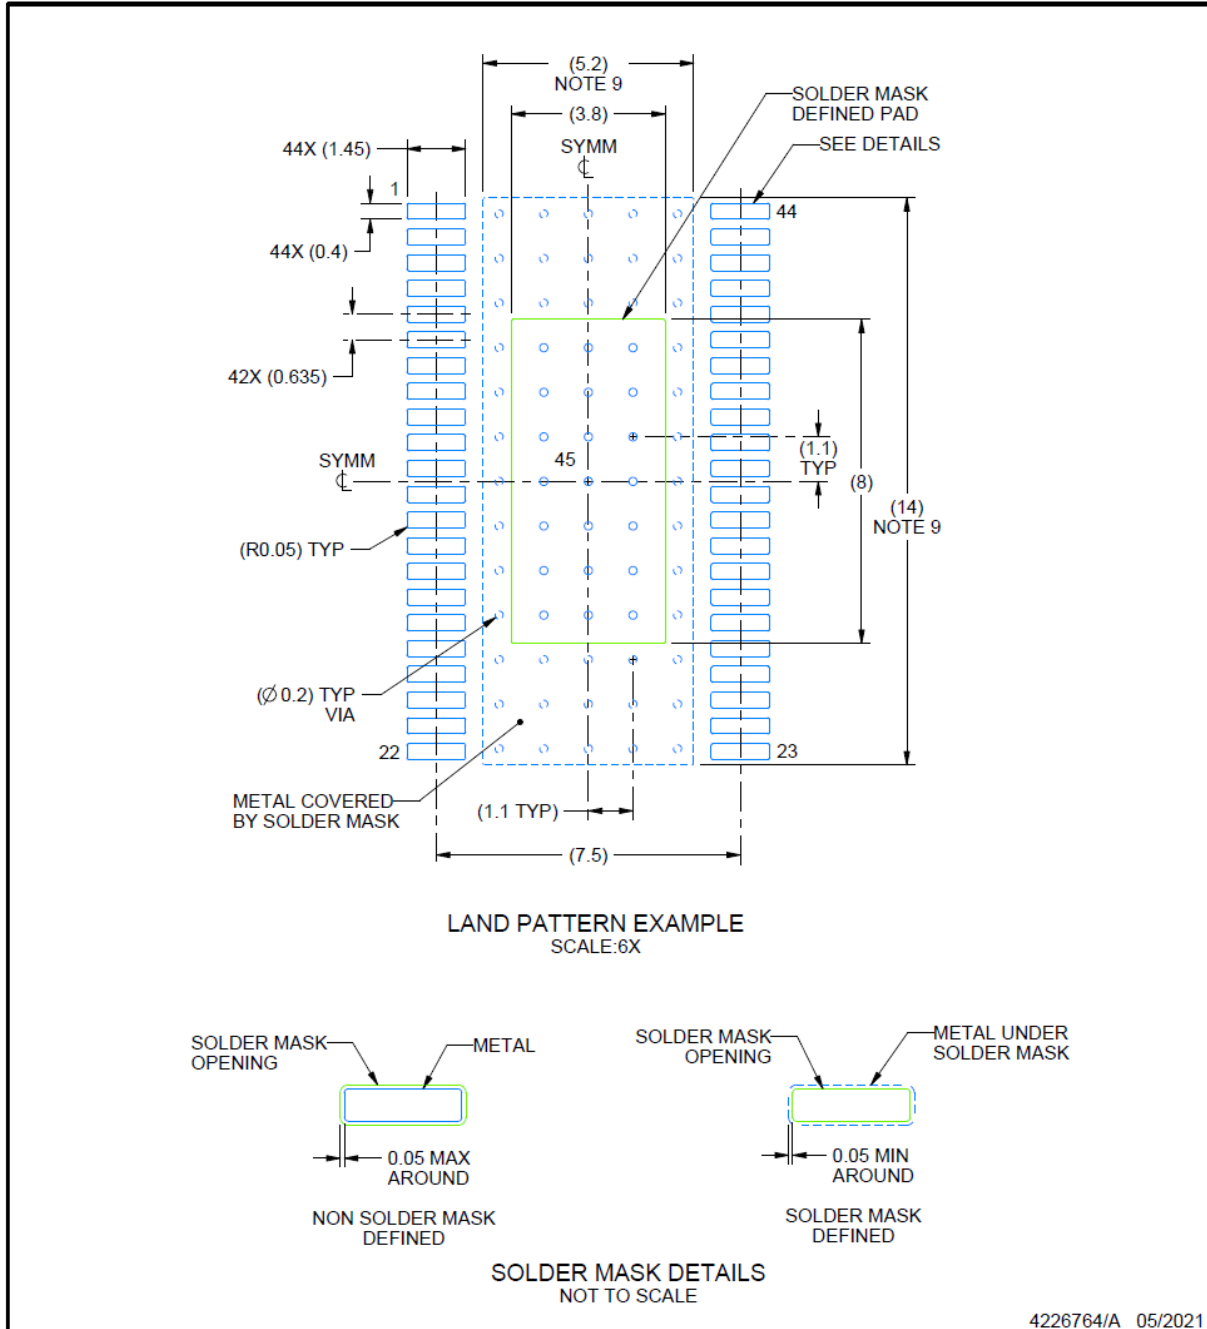 (5.2)
NOTE 9
(3.8)
SYMM
℄
SOLDER MASK
DEFINED PAD
SEE DETAILS
44X (1.45)
1
44
44X (0.4)
42X (0.635)
SYMM
℄
45
(1.1)
TYP
(8)
(14)
NOTE 9
(R0.05) TYP
(Ø 0.2) TYP
VIA
22
23
METAL COVERED
BY SOLDER MASK
(1.1 TYP)
(7.5)
LAND PATTERN EXAMPLE
SCALE:6X
SOLDER MASK
OPENING
METAL
0.05 MAX
AROUND
NON SOLDER MASK
DEFINED
SOLDER MASK
OPENING
METAL UNDER
SOLDER MASK
0.05 MIN
AROUND
SOLDER MASK
DEFINED
SOLDER MASK DETAILS
NOT TO SCALE
4226764/A 05/2021